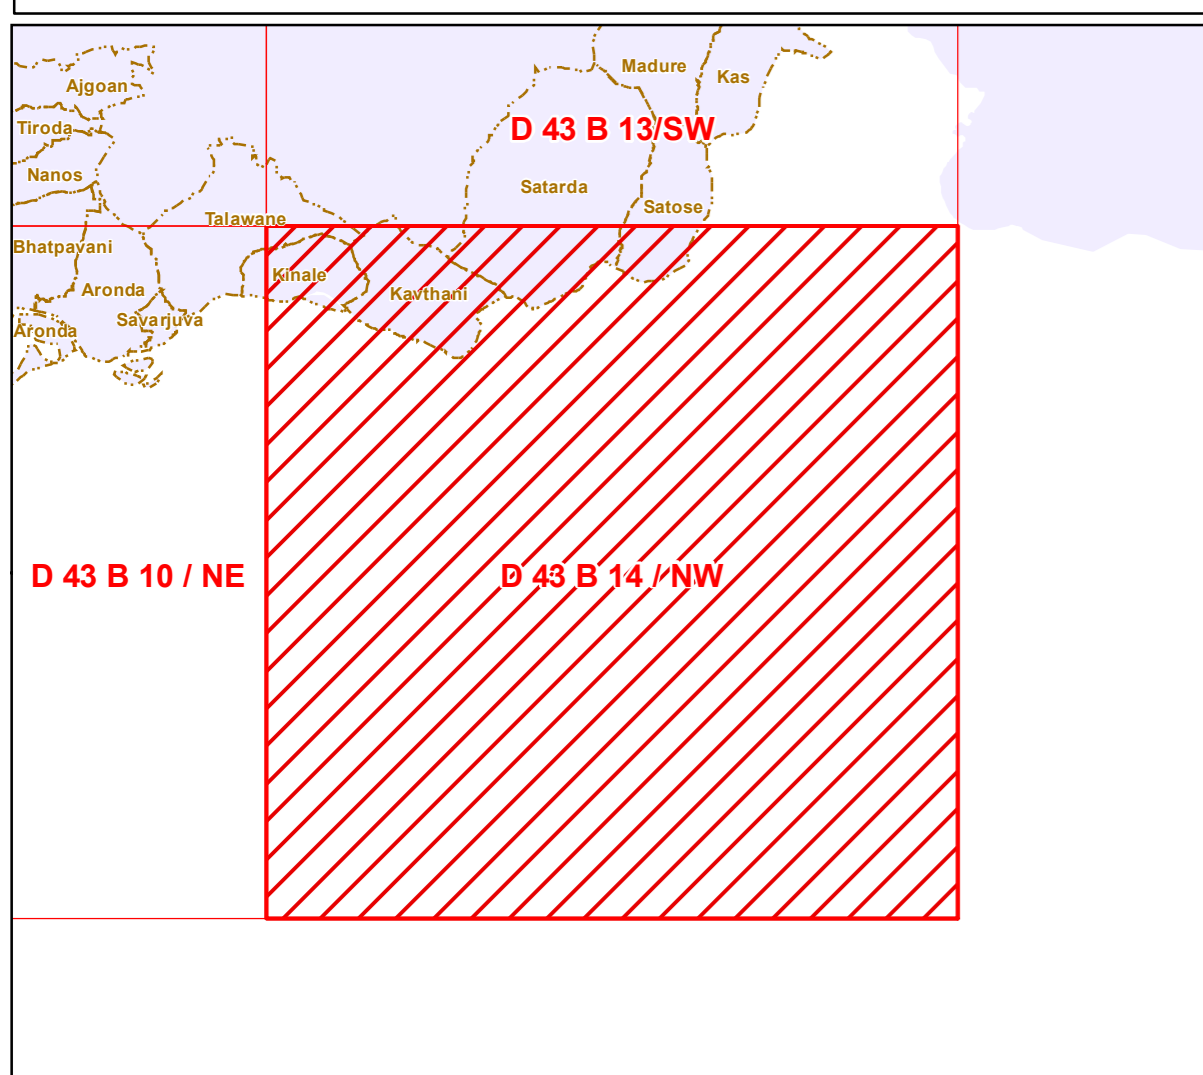 Madure
Kas
Ajgoan
D 43 B 13/SW
Tiroda
Nanos
Satarda
Satose
Talawane
Bhatpavani
Kinale
Aronda
Kavthani
Savarjuva
Aronda
D 43 B 10 / NE
D 43 B 14 / NW